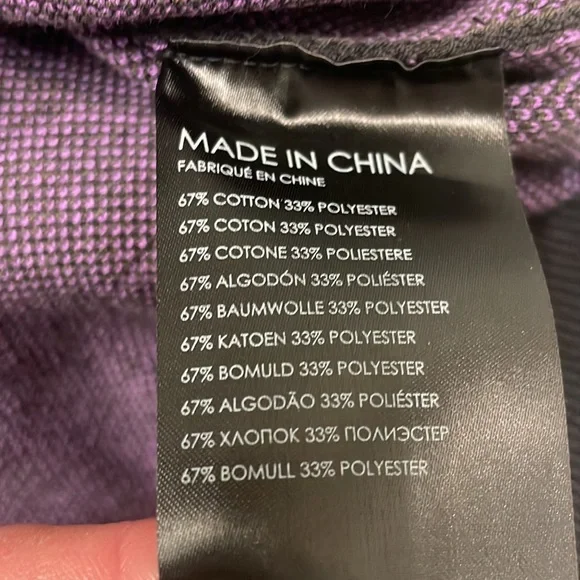 MADE IN CHINA
FABRIQUÉ EN CHINE
67% COTTON 33% POLYESTER
67% COTON 33% POLYESTER
67% COTONE 33% POLIESTERE
67% ALGODÓN 33% POLIÉSTER
67% BAUMWOLLE 33% POLYESTER
67% KATOEN 33% POLYESTER
67% BOMULD 33% POLYESTER
67% ALGODÃO 33% POLIÉSTER
67% ХЛОПОК 33% ПОЛИЭСТЕР
67% BOMULL 33% POLYESTER